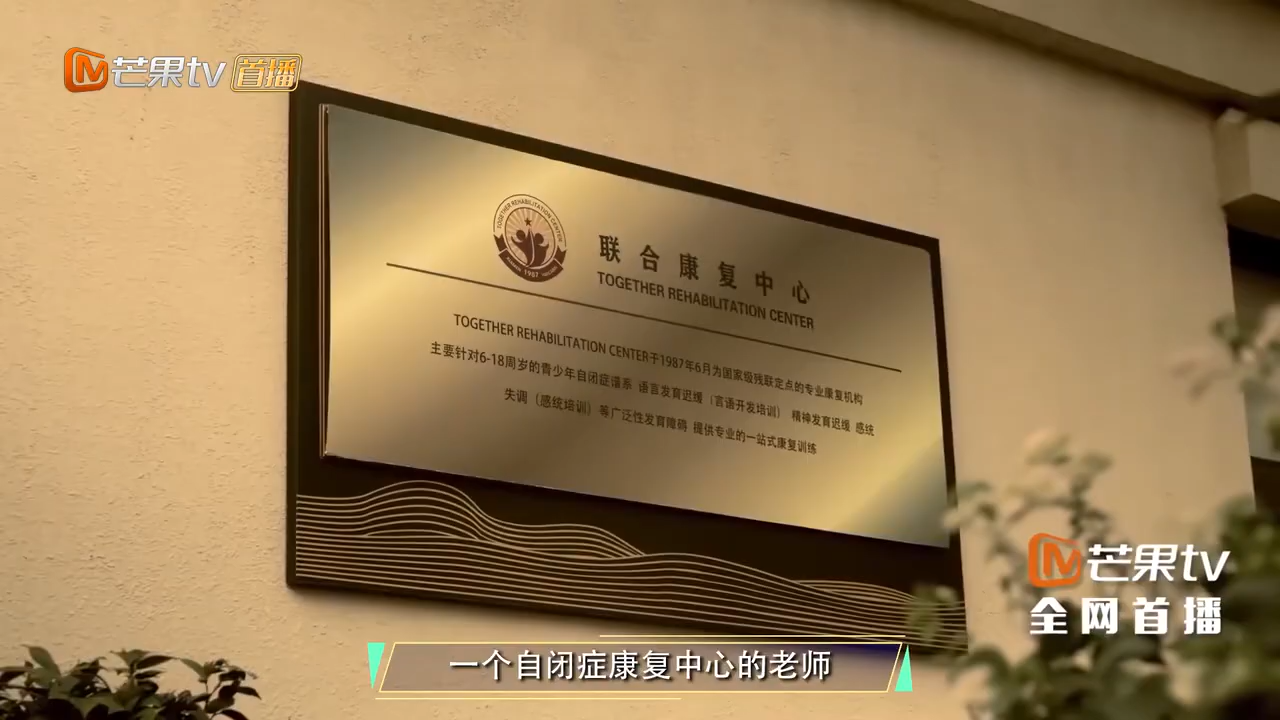 芒果tv 首播
TOGETHER REHABILITATION CENTRE
1987
联合康复中心
TOGETHER REHABILITATION CENTER
TOGETHER REHABILITATION CENTER于1987年6月为国家级残联定点的专业康复机构
主要针对6-18周岁的青少年自闭症谱系 语言发育迟缓（言语开发培训） 精神发育迟缓 感统
失调（感统培训）等广泛性发育障碍 提供专业的一站式康复训练
芒果tv
全网首播
一个自闭症康复中心的老师